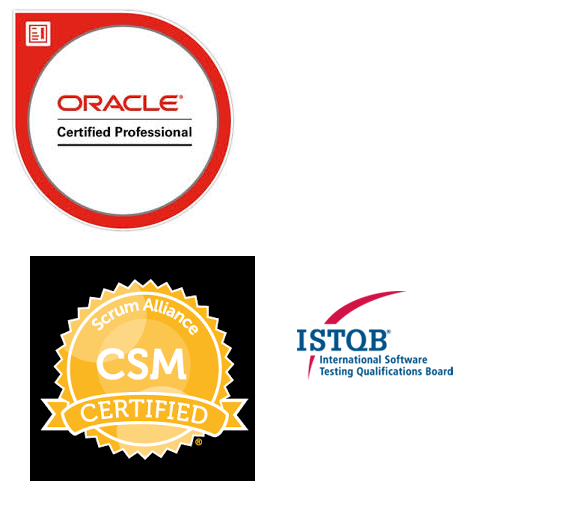 ORACLE®
Certified Professional
Scrum Alliance
CSM
CERTIFIED
®
ISTQB®
International Software
Testing Qualifications Board